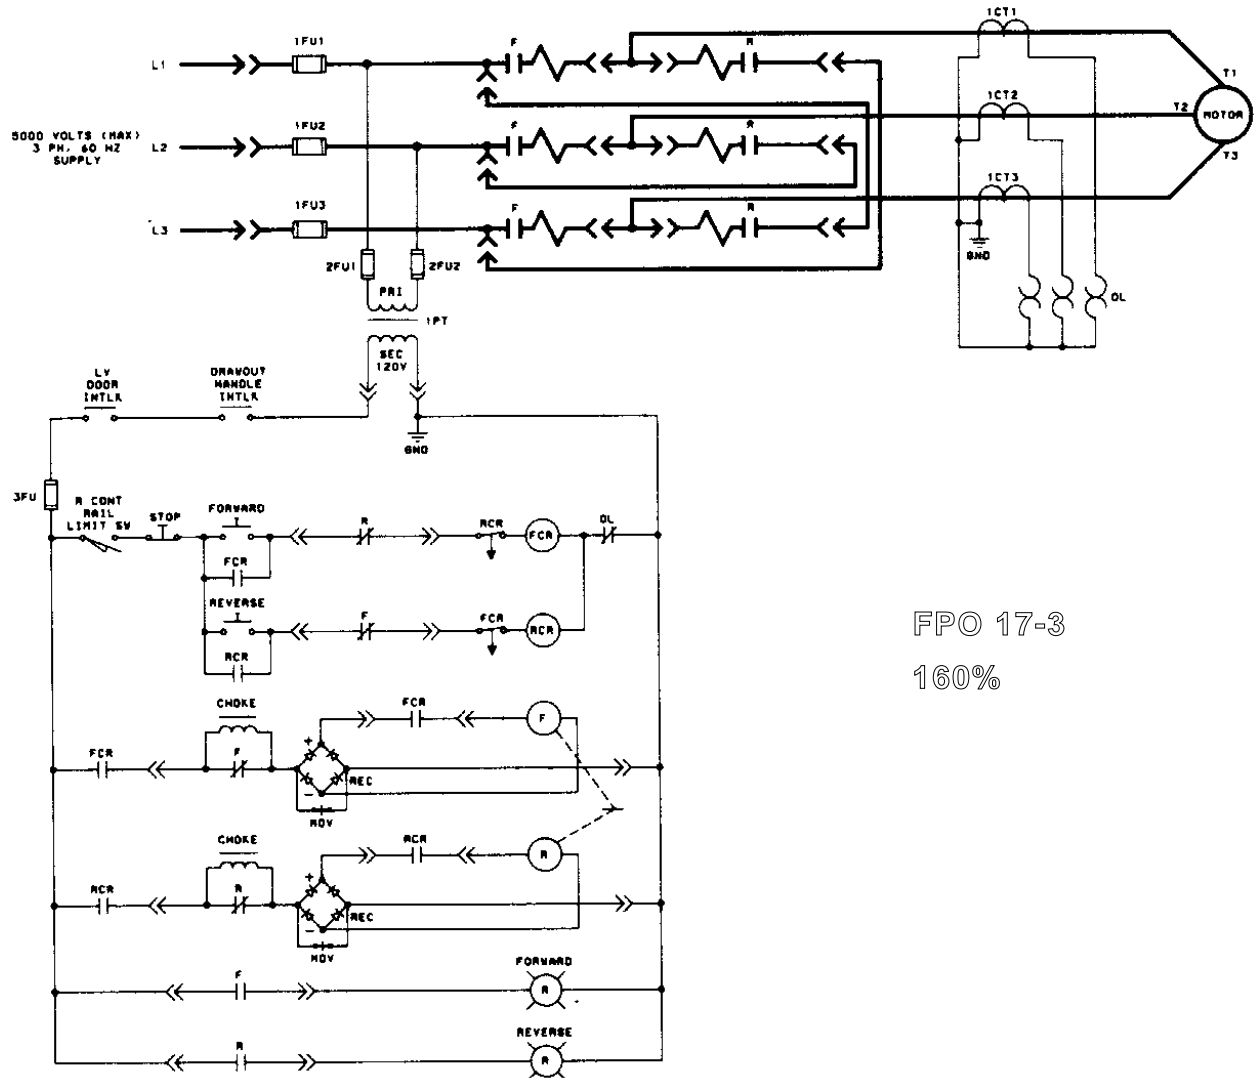 1CT1
1FU1
F
R
L1
T1
1CT2
T2
MOTOR
5000 VOLTS (MAX)
3 PH, 60 HZ
SUPPLY
1FU2
L2
F
R
T3
1CT3
1FU3
F
R
L3
GND
2FU1
2FU2
PRI
OL
1PT
SEC
120V
LV
DOOR
INTLK
DRAWOUT
HANDLE
INTLK
GND
3FU
R CONT
RAIL
LIMIT SW
STOP
FORWARD
R
RCR
FCR
OL
FCR
REVERSE
F
FCR
RCR
RCR
FPO 17-3
160%
CHOKE
FCR
F
FCR
F
+
REC
-
MOV
CHOKE
RCR
R
RCR
R
+
REC
-
MOV
FORWARD
F
R
REVERSE
R
R